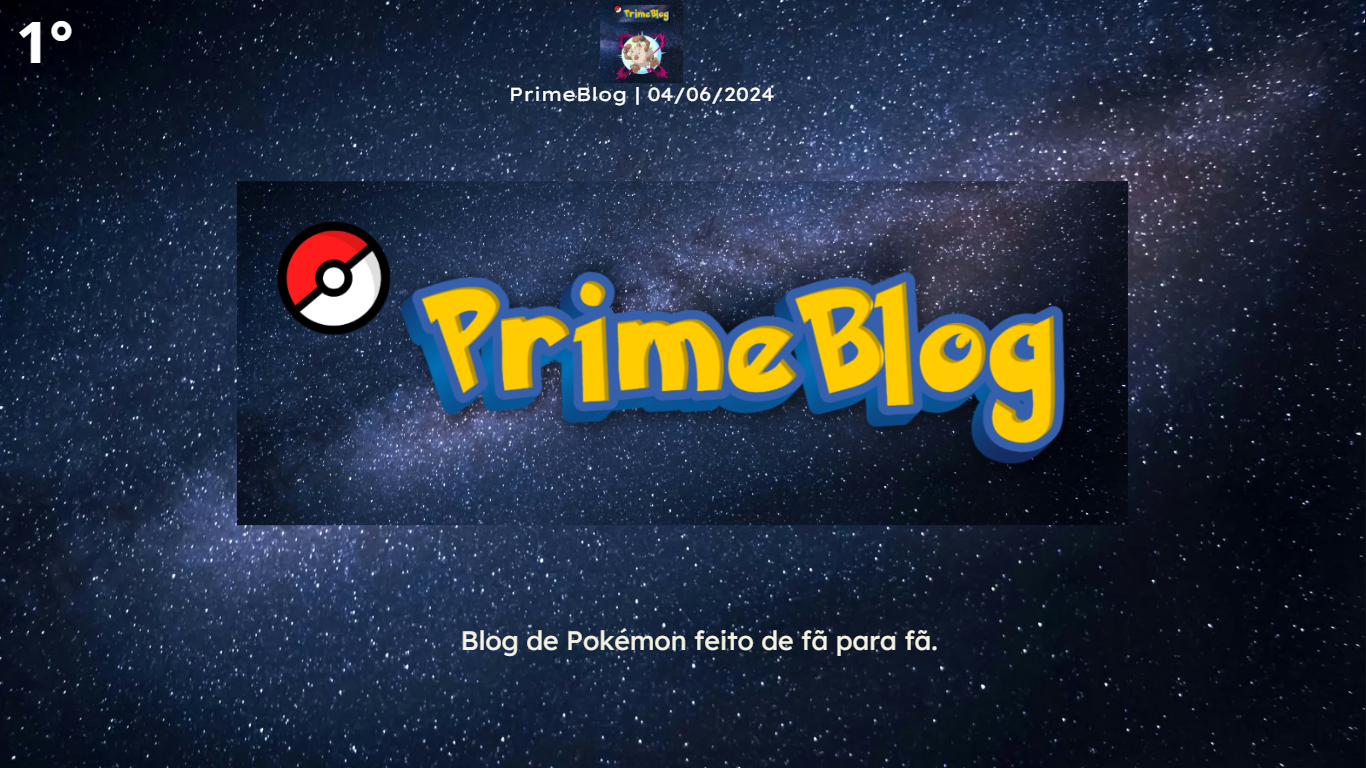 1°
PrimeBlog
PrimeBlog | 04/06/2024
PrimeBlog
Blog de Pokémon feito de fã para fã.